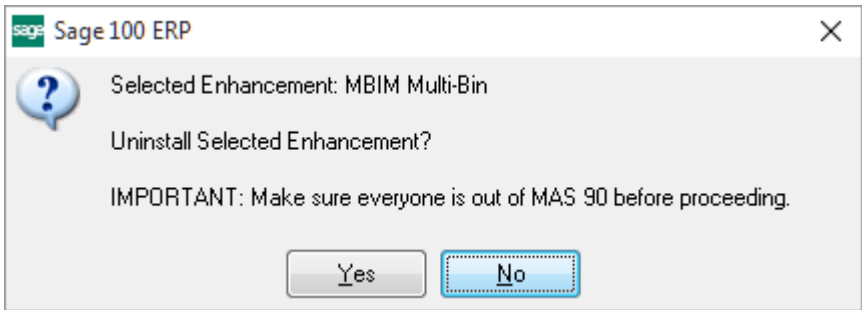 sage Sage 100 ERP
Selected Enhancement: MBIM Multi-Bin
Uninstall Selected Enhancement?
IMPORTANT: Make sure everyone is out of MAS 90 before proceeding.
Yes No